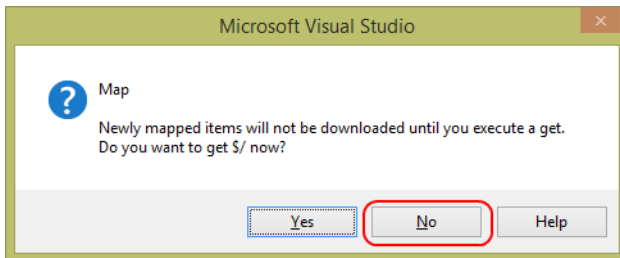 Microsoft Visual Studio
Map
Newly mapped items will not be downloaded until you execute a get.
Do you want to get $/ now?
Yes No Help